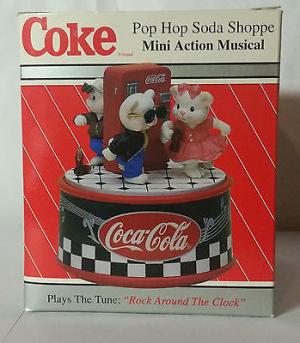 Coke
Pop Hop Soda Shoppe
Mini Action Musical
Coca-Cola
Coca-Cola
Plays The Tune: "Rock Around The Clock"